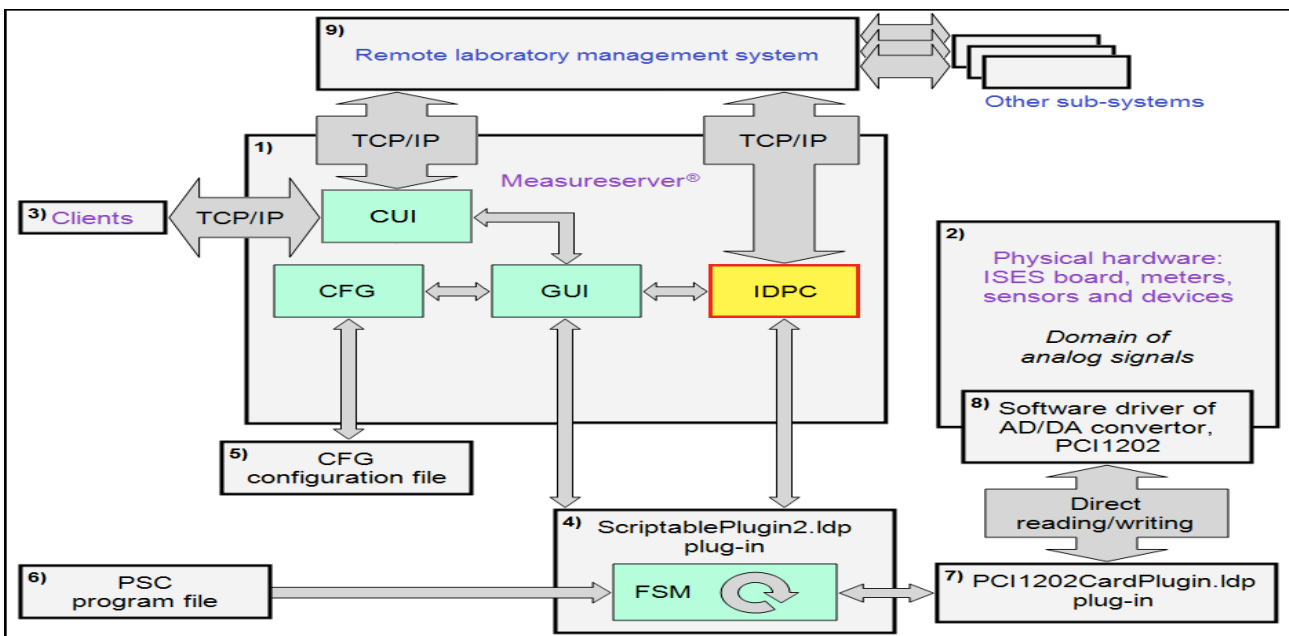 9)
Remote laboratory management system
Other sub-systems
TCP/IP
TCP/IP
1)
Measureserver®
3) Clients
TCP/IP
CUI
CFG
GUI
IDPC
2)
Physical hardware:
ISES board, meters,
sensors and devices
Domain of
analog signals
8) Software driver of
AD/DA convertor,
PCI1202
5) CFG
configuration file
Direct
reading/writing
4) ScriptablePlugin2.ldp
plug-in
FSM
6) PSC
program file
7) PCI1202CardPlugin.ldp
plug-in